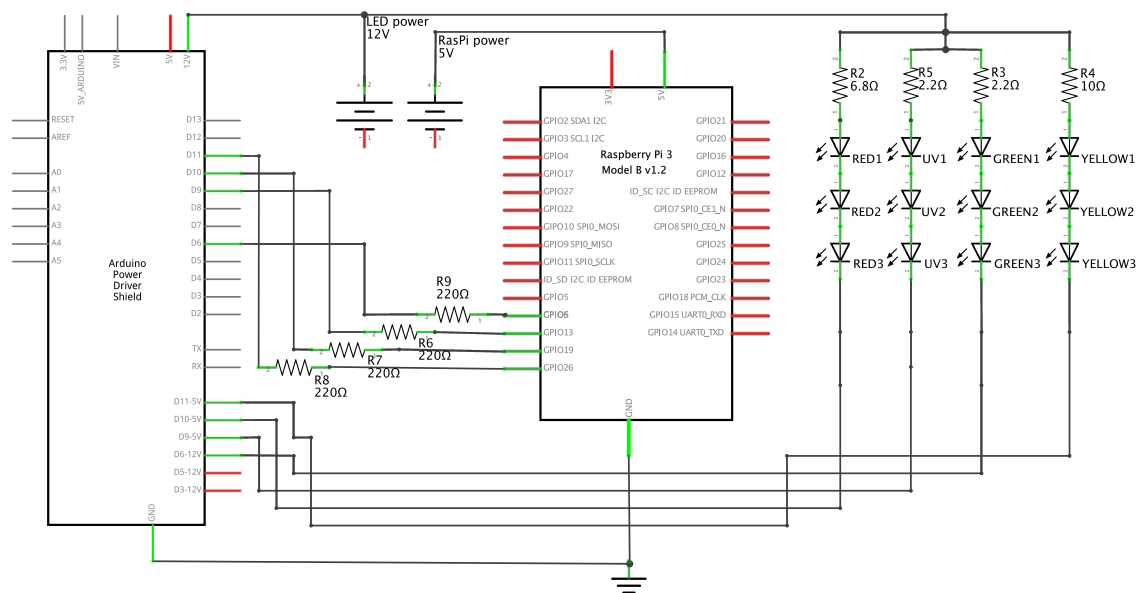 LED power
12V
RasPi power
5V
3.3V
5V_ARDUINO
VIN
5V
12V
RESET
AREF
A0
A1
A2
A3
A4
A5
D13
D12
D11
D10
D9
D8
D7
D6
D5
D4
D3
D2
TX
RX
D11-5V
D10-5V
D9-5V
D6-12V
D5-12V
D3-12V
GND
Arduino
Power
Driver
Shield
R9
220Ω
R6
220Ω
R7
220Ω
R8
220Ω
3V3
5V
GPIO2 SDA1 I2C
GPIO3 SCL1 I2C
GPIO4
GPIO17
GPIO27
GPIO22
GIPO10 SPI0_MOSI
GPIO9 SPI0_MISO
GPIO11 SPI0_SCLK
ID_SD I2C ID EEPROM
GPIO5
GPIO6
GPIO13
GPIO19
GPIO26
Raspberry Pi 3
Model B v1.2
GPIO21
GPIO20
GPIO16
GPIO12
ID_SC I2C ID EEPROM
GPIO7 SPI0_CE1_N
GPIO8 SPI0_CE0_N
GPIO25
GPIO24
GPIO23
GPIO18 PCM_CLK
GPIO15 UART0_RXD
GPIO14 UART0_TXD
GND
R2
6.8Ω
R5
2.2Ω
R3
2.2Ω
R4
10Ω
RED1
UV1
GREEN1
YELLOW1
RED2
UV2
GREEN2
YELLOW2
RED3
UV3
GREEN3
YELLOW3